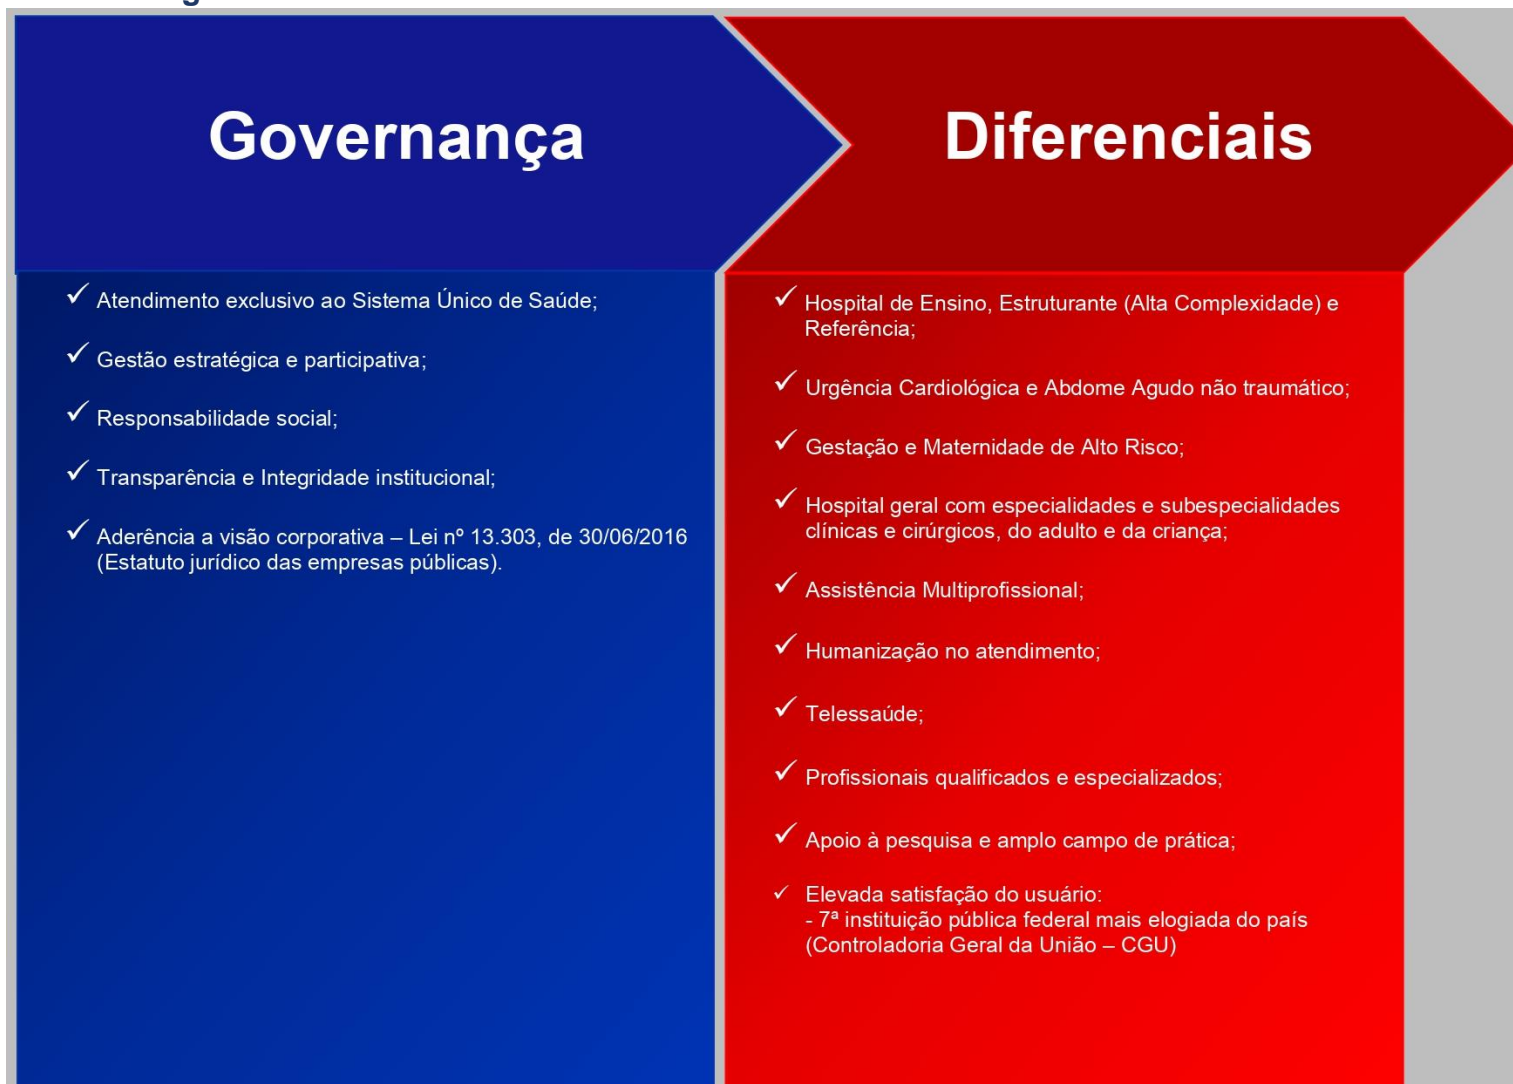 Governança
✓ Atendimento exclusivo ao Sistema Único de Saúde;
✓ Gestão estratégica e participativa;
✓ Responsabilidade social;
✓ Transparência e Integridade institucional;
✓ Aderência a visão corporativa – Lei nº 13.303, de 30/06/2016
(Estatuto jurídico das empresas públicas).
Diferenciais
✓ Hospital de Ensino, Estruturante (Alta Complexidade) e
Referência;
✓ Urgência Cardiológica e Abdome Agudo não traumático;
✓ Gestação e Maternidade de Alto Risco;
✓ Hospital geral com especialidades e subespecialidades
clínicas e cirúrgicos, do adulto e da criança;
✓ Assistência Multiprofissional;
✓ Humanização no atendimento;
✓ Telessaúde;
✓ Profissionais qualificados e especializados;
✓ Apoio à pesquisa e amplo campo de prática;
✓ Elevada satisfação do usuário:
- 7ª instituição pública federal mais elogiada do país
(Controladoria Geral da União – CGU)